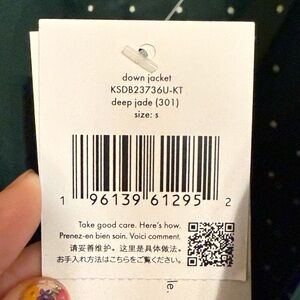 down jacket
KSDB23736U-KT
deep jade (301)
size: s
1 96139 61295 2
Take good care. Here's how.
Prenez-en bien soin. Voici comment.
请妥善维护。这里是具体做法。
お手入れ方法はこちらをご覧ください。